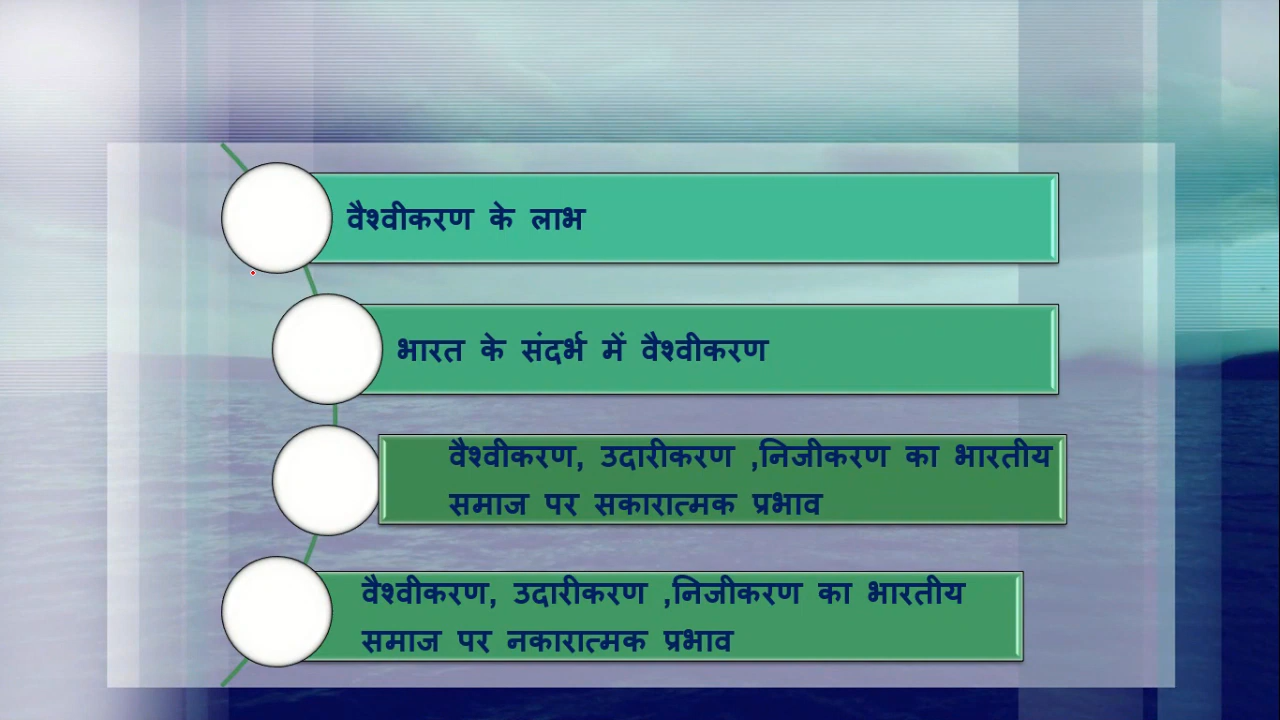 वैश्वीकरण के लाभ
भारत के संदर्भ में वैश्वीकरण
वैश्वीकरण, उदारीकरण ,निजीकरण का भारतीय
समाज पर सकारात्मक प्रभाव
वैश्वीकरण, उदारीकरण ,निजीकरण का भारतीय
समाज पर नकारात्मक प्रभाव